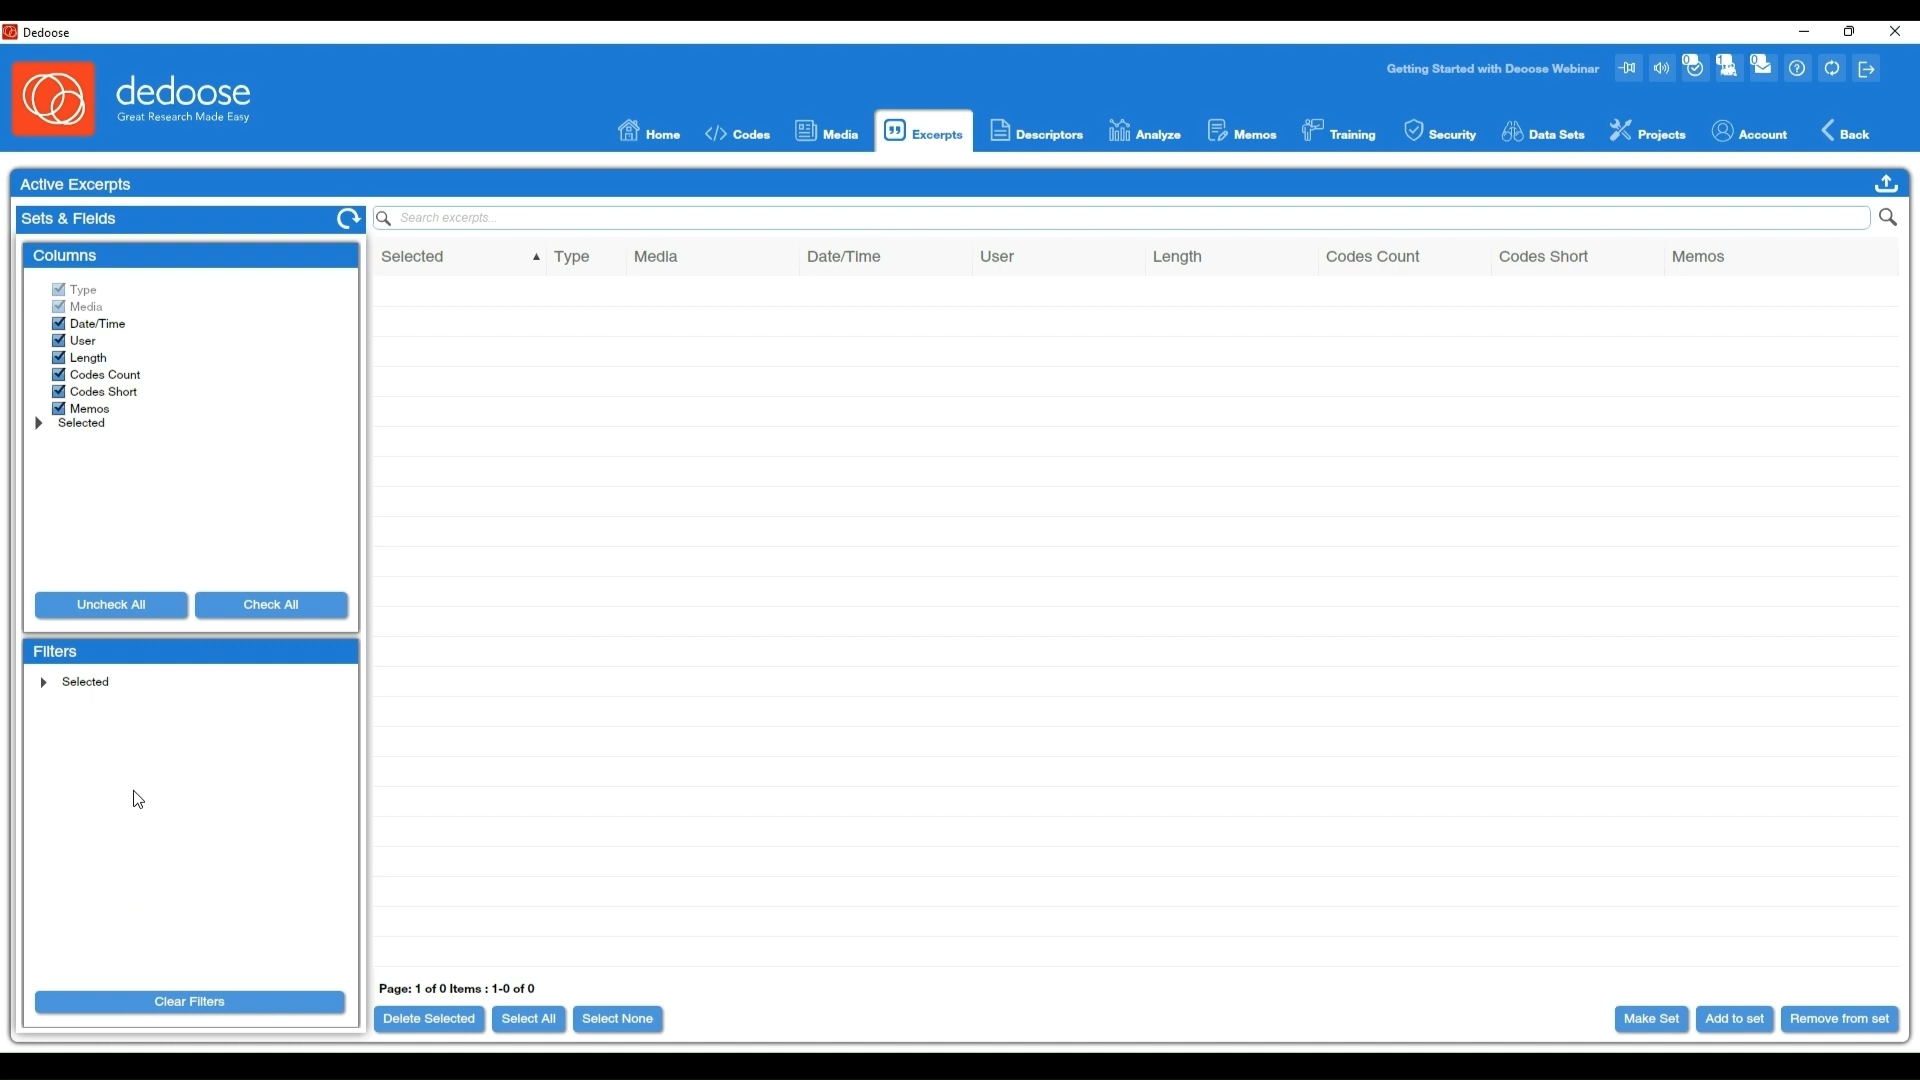 Dedoose
dedoose
Great Research Made Easy
Getting Started with Deoose Webinar
0
1
0
Home
Codes
Media
Excerpts
Descriptors
Analyze
Memos
Training
Security
Data Sets
Projects
Account
Back
Active Excerpts
Sets & Fields
Search excerpts...
Columns
Selected
Type
Media
Date/Time
User
Length
Codes Count
Codes Short
Memos
Type
Media
Date/Time
User
Length
Codes Count
Codes Short
Memos
Selected
Uncheck All
Check All
Filters
Selected
Clear Filters
Page: 1 of 0 Items : 1-0 of 0
Delete Selected
Select All
Select None
Make Set
Add to set
Remove from set